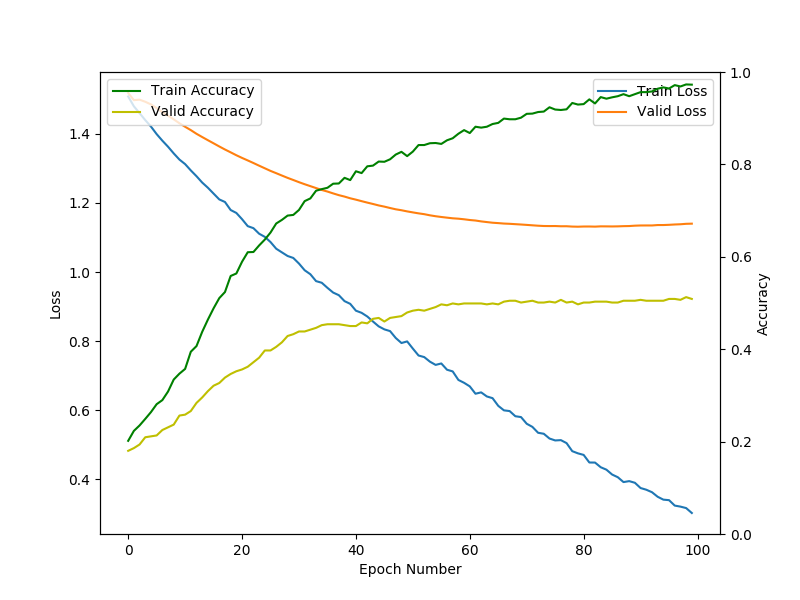 Train Accuracy
Valid Accuracy
Train Loss
Valid Loss
Loss
1.4
1.2
1.0
0.8
0.6
0.4
1.0
0.8
0.6
0.4
0.2
0.0
Accuracy
0 20 40 60 80 100
Epoch Number